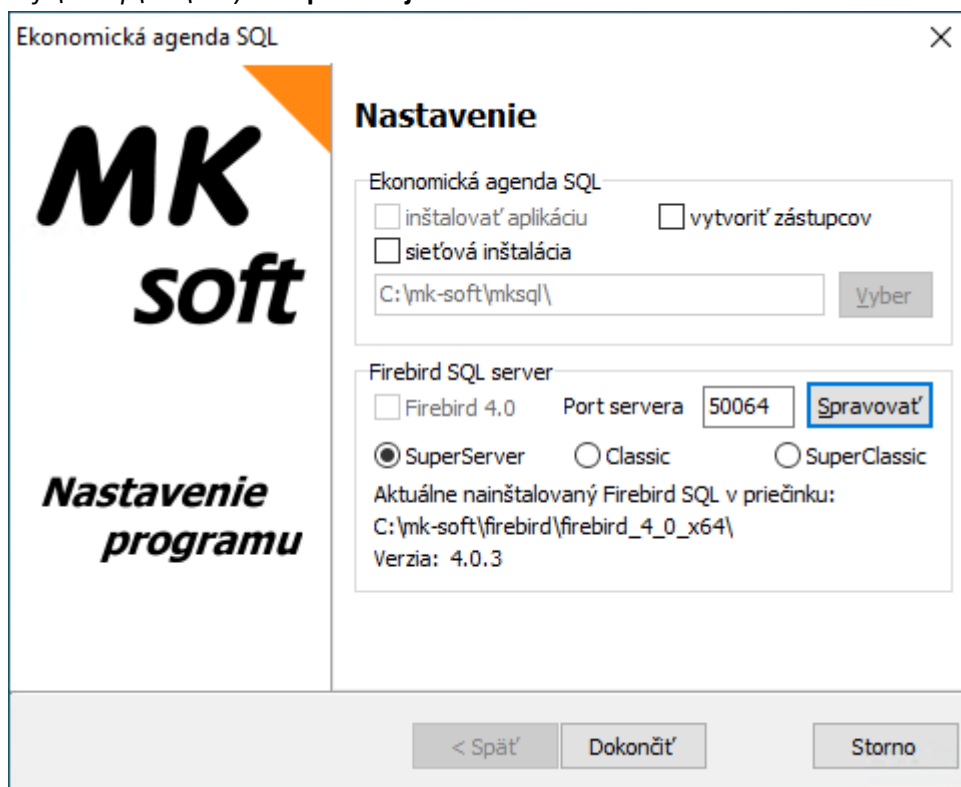 Ekonomická agenda SQL
MK
soft
Nastavenie
programu
Nastavenie
Ekonomická agenda SQL
inštalovať aplikáciu vytvoriť zástupcov
sieťová inštalácia
C:\mk-soft\mksql\ Vyber
Firebird SQL server
Firebird 4.0 Port servera 50064 Spravovať
SuperServer Classic SuperClassic
Aktuálne nainštalovaný Firebird SQL v priečinku:
C:\mk-soft\firebird\firebird_4_0_x64\
Verzia: 4.0.3
< Späť Dokončiť Storno